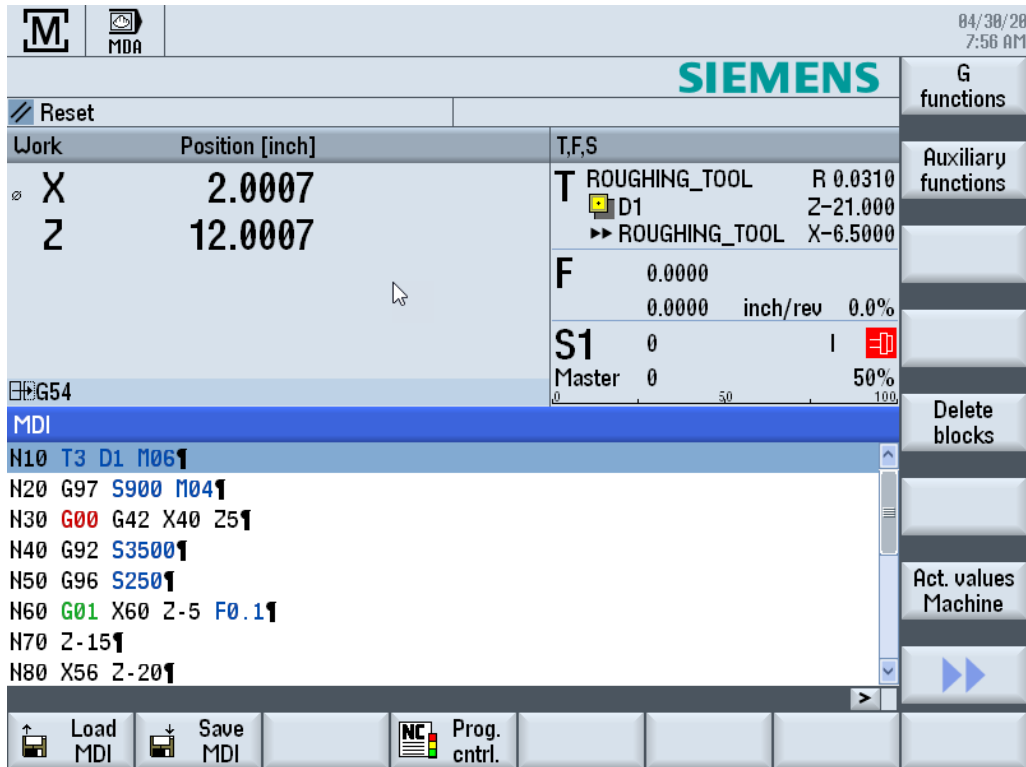 M MDA 04/30/20
7:56 AM
SIEMENS
G
functions
Reset
Work Position [inch] T,F,S
Auxiliary
functions
X 2.0007 T ROUGHING_TOOL R 0.0310
D1 Z-21.000
Z 12.0007 ROUGHING_TOOL X-6.5000
F 0.0000
0.0000 inch/rev 0.0%
S1 0 I
Master 0 50%
G54 0 50 100
MDI
Delete
blocks
N10 T3 D1 M06¶
N20 G97 S900 M04¶
N30 G00 G42 X40 Z5¶
N40 G92 S3500¶
N50 G96 S250¶
N60 G01 X60 Z-5 F0.1¶
N70 Z-15¶
N80 X56 Z-20¶
Act. values
Machine
Load
MDI
Save
MDI
NC Prog.
cntrl.